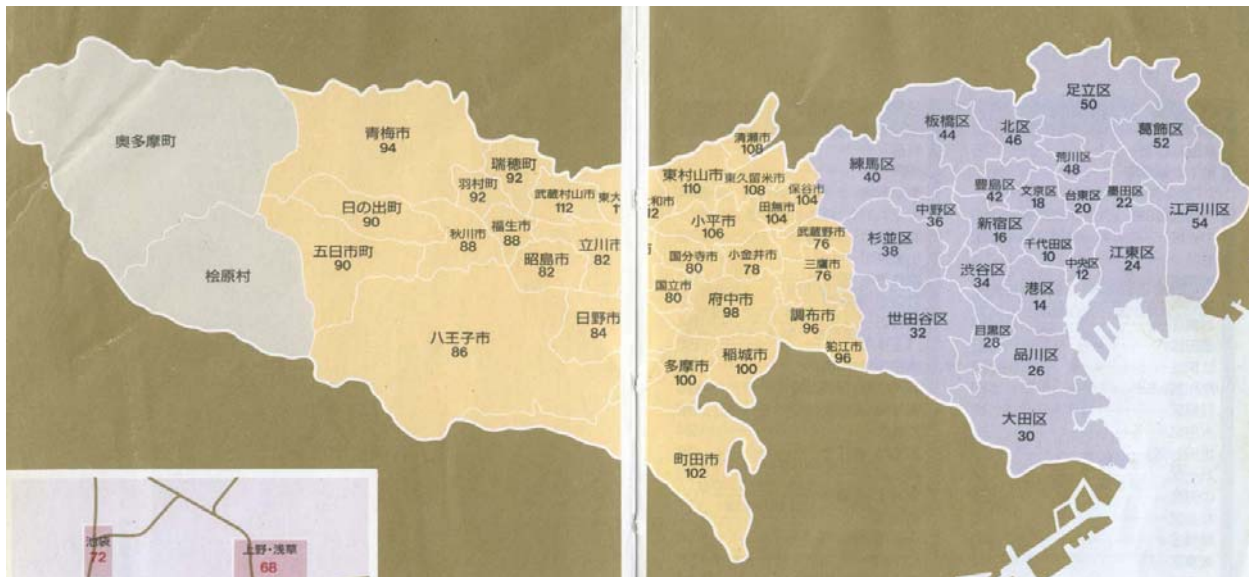 奥多摩町
桧原村
青梅市
94
瑞穂町
92
羽村町
92
武蔵村山市
112
日の出町
90
五日市町
90
秋川市
88
福生市
88
昭島市
82
立川市
82
八王子市
86
日野市
84
清瀬市
108
東村山市
110
東久留米市
108
保谷市
104
田無市
104
小平市
106
武蔵野市
76
国分寺市
80
小金井市
78
三鷹市
76
国立市
80
府中市
98
調布市
96
狛江市
96
多摩市
100
稲城市
100
町田市
102
足立区
50
板橋区
44
北区
46
葛飾区
52
荒川区
48
練馬区
40
豊島区
42
文京区
18
台東区
20
墨田区
22
江戸川区
54
中野区
36
新宿区
16
杉並区
38
千代田区
10
中央区
12
江東区
24
渋谷区
34
港区
14
世田谷区
32
目黒区
28
品川区
26
大田区
30
池袋
72
上野・浅草
68